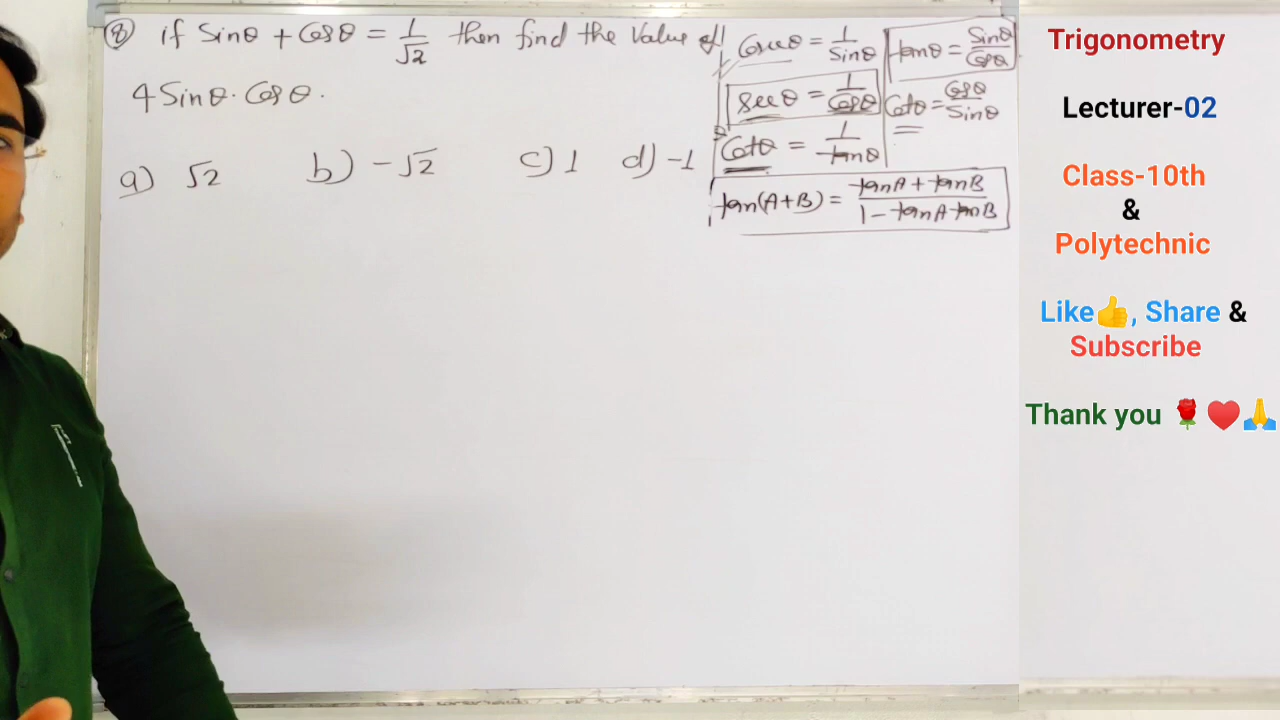 ⑧ if Sinθ + Cosθ = 1/√2 then find the value of
4 Sinθ · Cosθ .
a) √2 b) -√2 c) 1 d) -1
Cosecθ = 1/Sinθ
secθ = 1/Cosθ
Cotθ = 1/tanθ
tanθ = Sinθ/Cosθ
Cotθ = Cosθ/Sinθ
tan(A+B) = tanA + tanB / 1 - tanA tanB
Trigonometry
Lecturer-02
Class-10th
&
Polytechnic
Like👍, Share &
Subscribe
Thank you 🌹♥️🙏